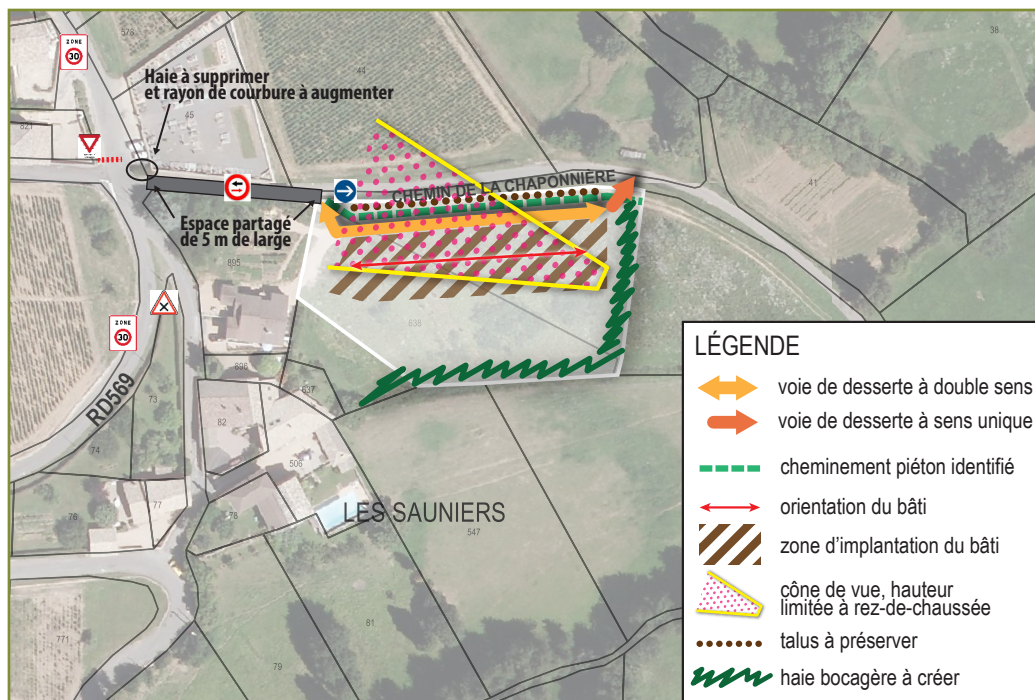 578
ZONE
30
Haie à supprimer
et rayon de courbure à augmenter
44
38
45
821
CHEMIN DE LA CHAPONNIÈRE
41
Espace partagé
de 5 m de large
895
ZONE
30
638
RD569
896
637
73
82
74
506
76
77
78
LES SAUNIERS
547
81
771
79
LÉGENDE
voie de desserte à double sens
voie de desserte à sens unique
cheminement piéton identifié
orientation du bâti
zone d'implantation du bâti
cône de vue, hauteur
limitée à rez-de-chaussée
talus à préserver
haie bocagère à créer